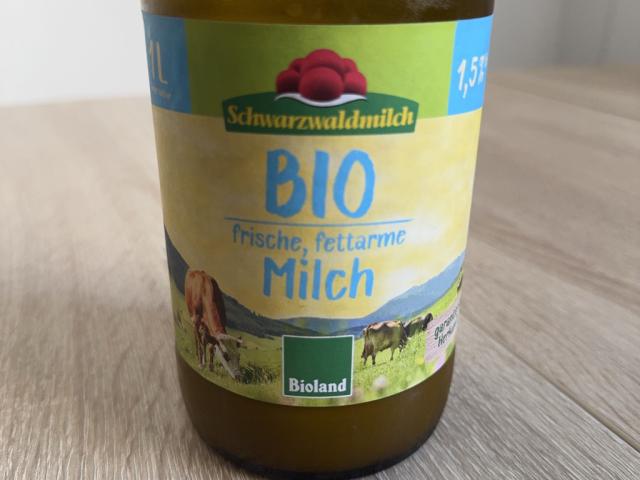 1L
1,5%
Schwarzwaldmilch
BIO
frische, fettarme
Milch
Bioland